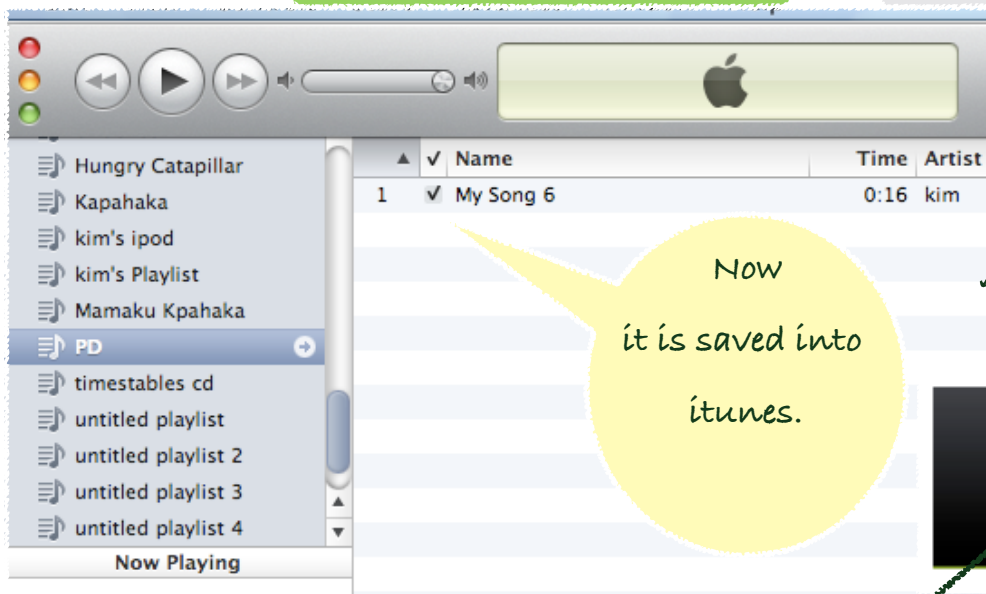 Hungry Catapillar
Kapahaka
kim's ipod
kim's Playlist
Mamaku Kpahaka
PD
timestables cd
untitled playlist
untitled playlist 2
untitled playlist 3
untitled playlist 4
Now Playing
✓ Name Time Artist
1 ✓ My Song 6 0:16 kim
Now
it is saved into
itunes.